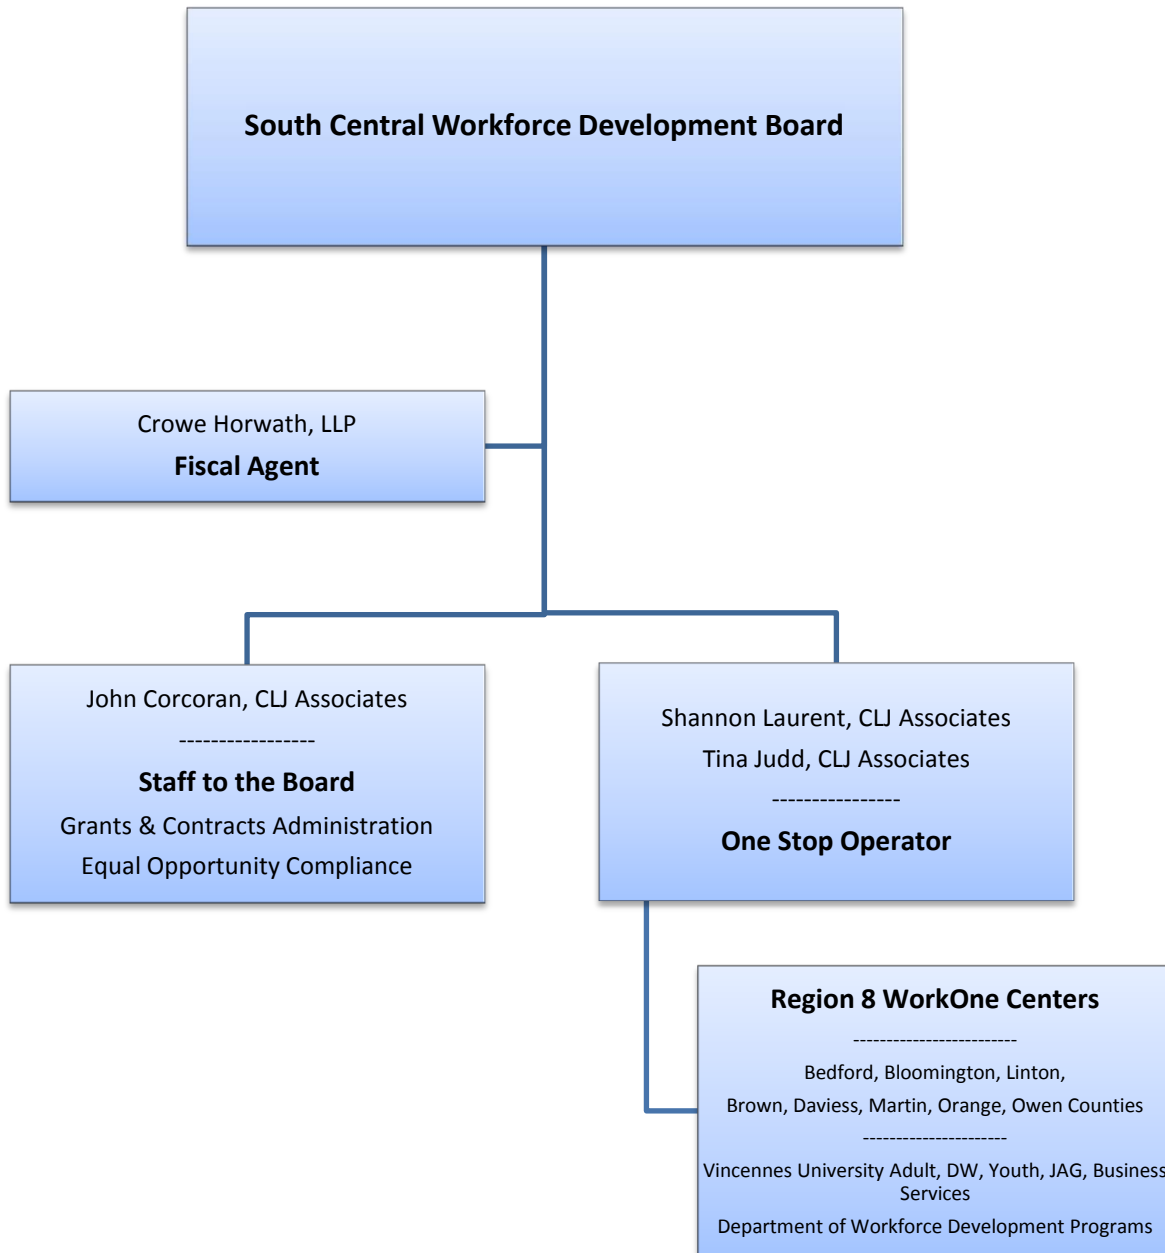 South Central Workforce Development Board
Crowe Horwath, LLP
Fiscal Agent
John Corcoran, CLJ Associates
-----------------
Staff to the Board
Grants & Contracts Administration
Equal Opportunity Compliance
Shannon Laurent, CLJ Associates
Tina Judd, CLJ Associates
----------------
One Stop Operator
Region 8 WorkOne Centers
-------------------------
Bedford, Bloomington, Linton,
Brown, Daviess, Martin, Orange, Owen Counties
----------------------
Vincennes University Adult, DW, Youth, JAG, Business
Services
Department of Workforce Development Programs